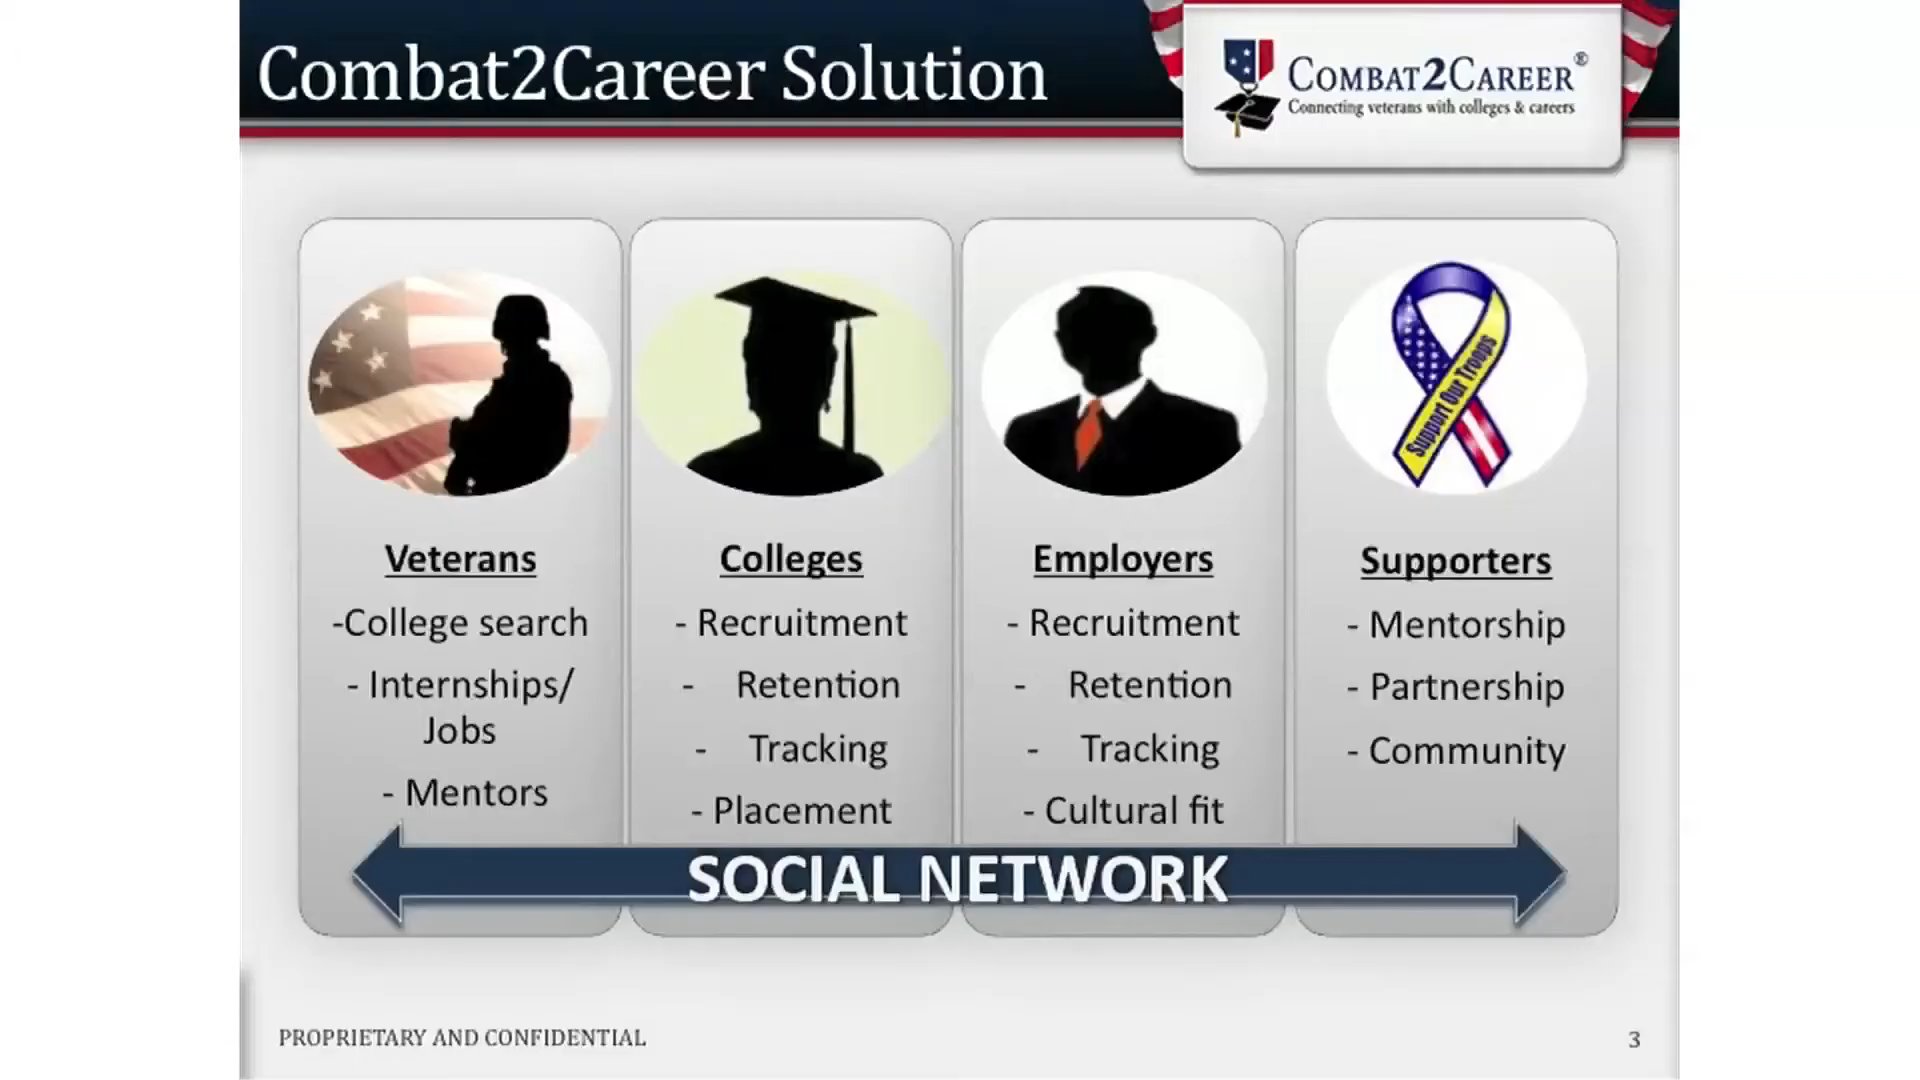 Combat2Career Solution
COMBAT2CAREER®
Connecting veterans with colleges & careers
Support Our Troops
Veterans
-College search
- Internships/
Jobs
- Mentors
Colleges
- Recruitment
- Retention
- Tracking
- Placement
Employers
- Recruitment
- Retention
- Tracking
- Cultural fit
Supporters
- Mentorship
- Partnership
- Community
SOCIAL NETWORK
PROPRIETARY AND CONFIDENTIAL
3